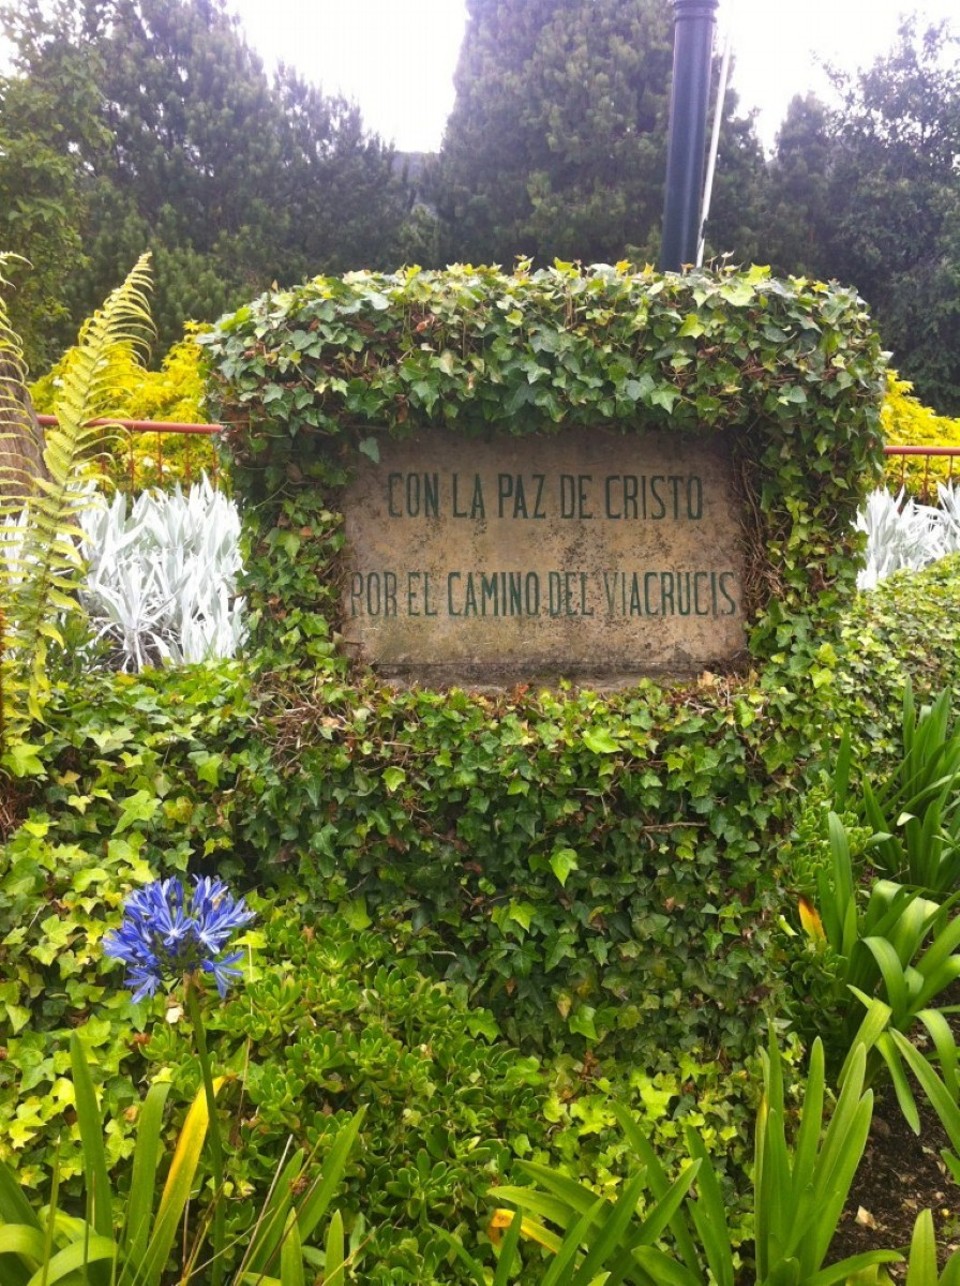 CON LA PAZ DE CRISTO
POR EL CAMINO DEL VIACRUCIS